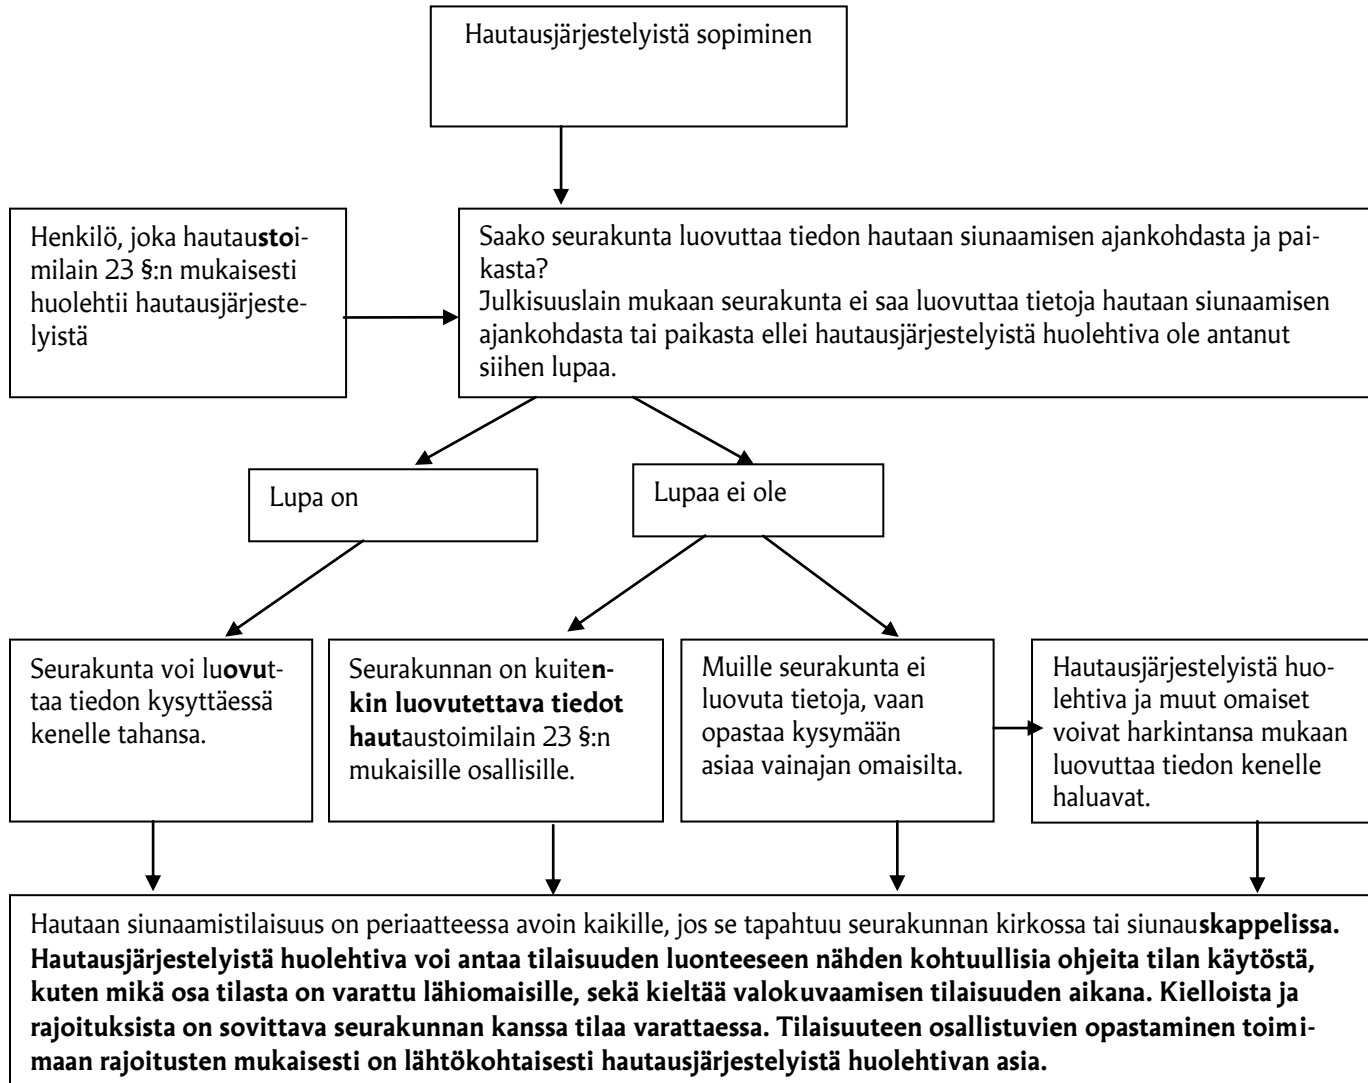 Hautausjärjestelyistä sopiminen
Henkilö, joka hautaustoi-
milain 23 §:n mukaisesti
huolehtii hautausjärjeste-
lyistä
Saako seurakunta luovuttaa tiedon hautaan siunaamisen ajankohdasta ja pai-
kasta?
Julkisuuslain mukaan seurakunta ei saa luovuttaa tietoja hautaan siunaamisen
ajankohdasta tai paikasta ellei hautausjärjestelyistä huolehtiva ole antanut
siihen lupaa.
Lupa on
Lupaa ei ole
Seurakunta voi luovut-
taa tiedon kysyttäessä
kenelle tahansa.
Seurakunnan on kuiten-
kin luovutettava tiedot
hautaustoimilain 23 §:n
mukaisille osallisille.
Muille seurakunta ei
luovuta tietoja, vaan
opastaa kysymään
asiaa vainajan omaisilta.
Hautausjärjestelyistä huo-
lehtiva ja muut omaiset
voivat harkintansa mukaan
luovuttaa tiedon kenelle
haluavat.
Hautaan siunaamistilaisuus on periaatteessa avoin kaikille, jos se tapahtuu seurakunnan kirkossa tai siunauskappelissa.
Hautausjärjestelyistä huolehtiva voi antaa tilaisuuden luonteeseen nähden kohtuullisia ohjeita tilan käytöstä,
kuten mikä osa tilasta on varattu lähiomaisille, sekä kieltää valokuvaamisen tilaisuuden aikana. Kielloista ja
rajoituksista on sovittava seurakunnan kanssa tilaa varattaessa. Tilaisuuteen osallistuvien opastaminen toimi-
maan rajoitusten mukaisesti on lähtökohtaisesti hautausjärjestelyistä huolehtivan asia.